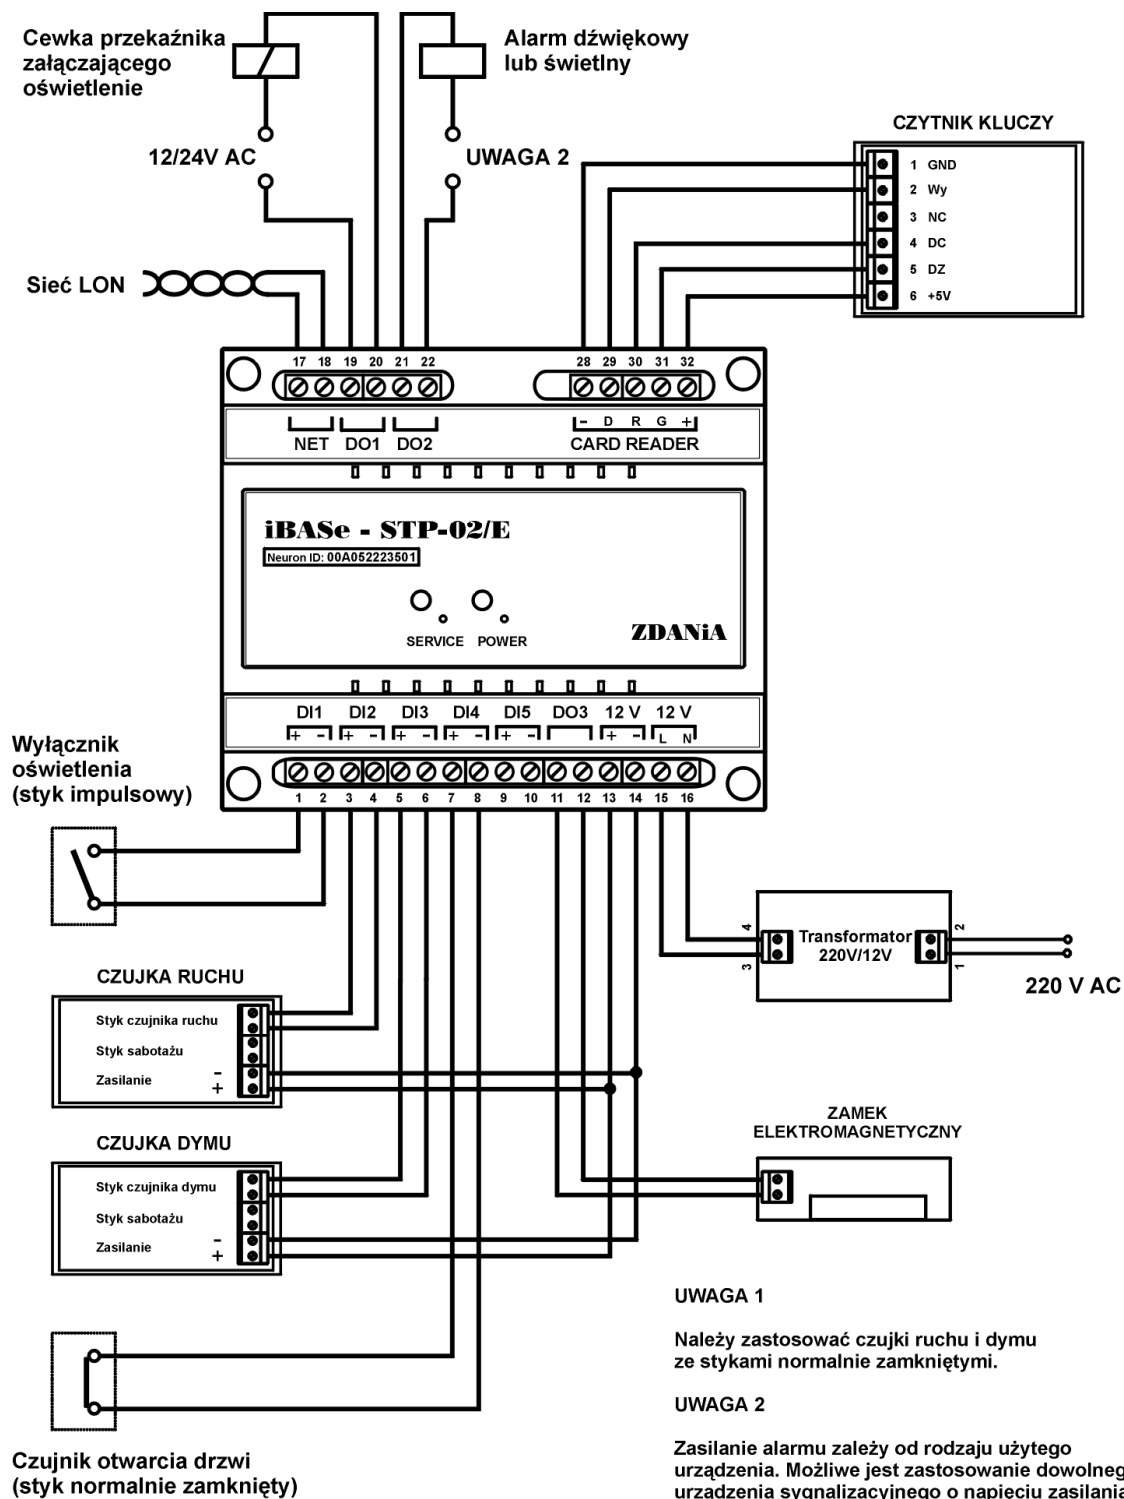 Cewka przekaźnika
załączającego
oświetlenie
Alarm dźwiękowy
lub świetlny
12/24V AC
UWAGA 2
CZYTNIK KLUCZY
1 GND
2 Wy
3 NC
4 DC
5 DZ
6 +5V
Sieć LON
17 18 19 20 21 22
28 29 30 31 32
- D R G +
NET DO1 DO2
CARD READER
iBASe - STP-02/E
Neuron ID: 00A052223501
SERVICE POWER
ZDANiA
DI1 DI2 DI3 DI4 DI5 DO3 12 V 12 V
+ - + - + - + - + - + - L N
1 2 3 4 5 6 7 8 9 10 11 12 13 14 15 16
Wyłącznik
oświetlenia
(styk impulsowy)
4
3
Transformator
220V/12V
2
1
220 V AC
CZUJKA RUCHU
Styk czujnika ruchu
Styk sabotażu
Zasilanie -
+
CZUJKA DYMU
Styk czujnika dymu
Styk sabotażu
Zasilanie -
+
ZAMEK
ELEKTROMAGNETYCZNY
Czujnik otwarcia drzwi
(styk normalnie zamknięty)
UWAGA 1
Należy zastosować czujki ruchu i dymu
ze stykami normalnie zamkniętymi.
UWAGA 2
Zasilanie alarmu zależy od rodzaju użytego
urządzenia. Możliwe jest zastosowanie dowolneg
urządzenia sygnalizacyjnego o napięciu zasilania